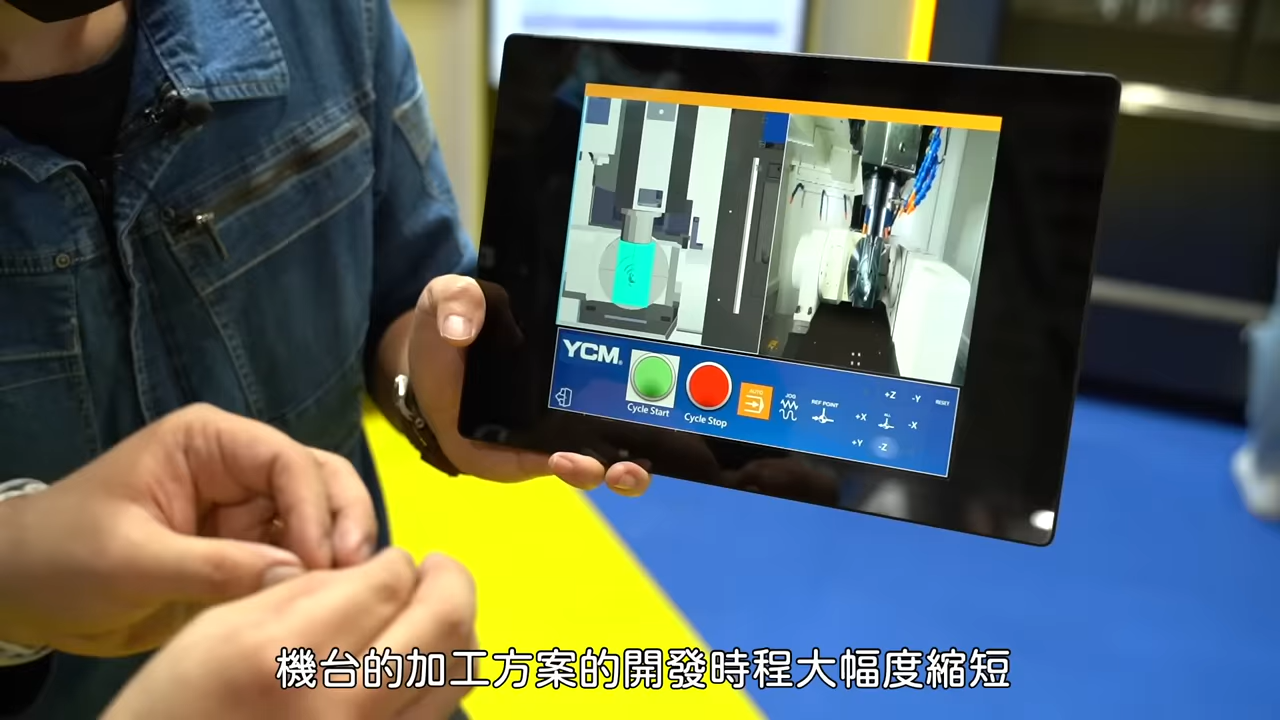 YCM
Cycle Start
Cycle Stop
AUTO
JOG
REF POINT
+Z
-Y
RESET
+X
-X
+Y
-Z
機台的加工方案的開發時程大幅度縮短